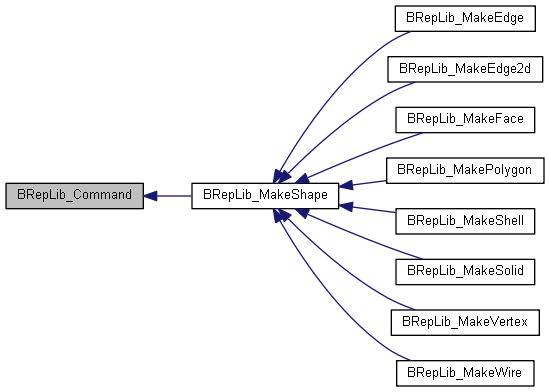 BRepLib_MakeEdge
BRepLib_MakeEdge2d
BRepLib_MakeFace
BRepLib_MakePolygon
BRepLib_Command
BRepLib_MakeShape
BRepLib_MakeShell
BRepLib_MakeSolid
BRepLib_MakeVertex
BRepLib_MakeWire